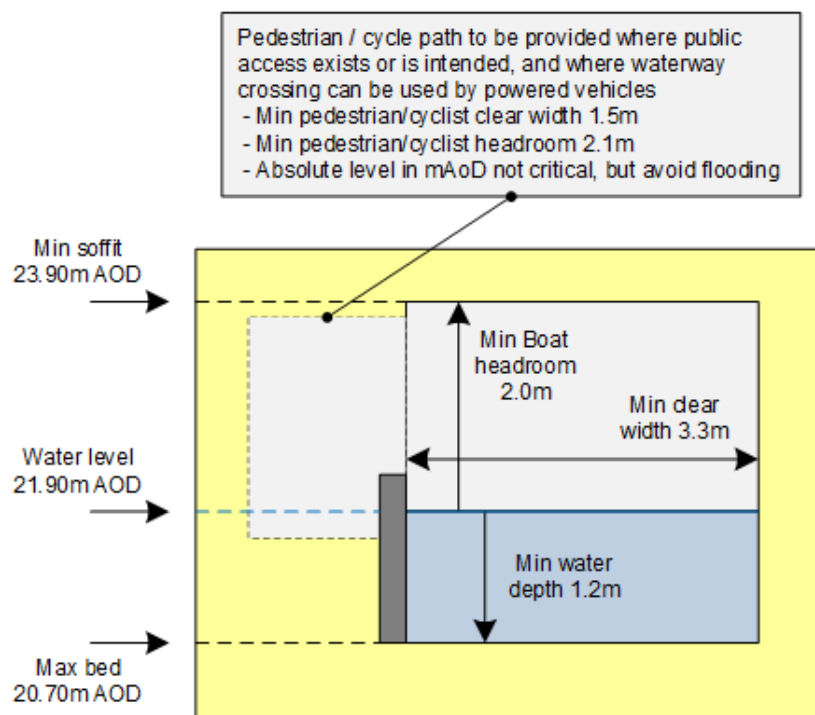 Pedestrian / cycle path to be provided where public
access exists or is intended, and where waterway
crossing can be used by powered vehicles
- Min pedestrian/cyclist clear width 1.5m
- Min pedestrian/cyclist headroom 2.1m
- Absolute level in mAoD not critical, but avoid flooding
Min soffit
23.90m AOD
Min Boat
headroom
2.0m
Min clear
width 3.3m
Water level
21.90m AOD
Min water
depth 1.2m
Max bed
20.70m AOD